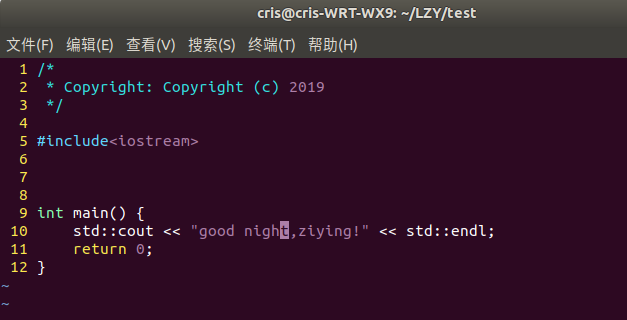 cris@cris-WRT-WX9: ~/LZY/test
文件(F) 编辑(E) 查看(V) 搜索(S) 终端(T) 帮助(H)
1 /*
2  * Copyright: Copyright (c) 2019
3  */
4
5 #include<iostream>
6
7
8
9 int main() {
10     std::cout << "good night,ziying!" << std::endl;
11     return 0;
12 }
~
~